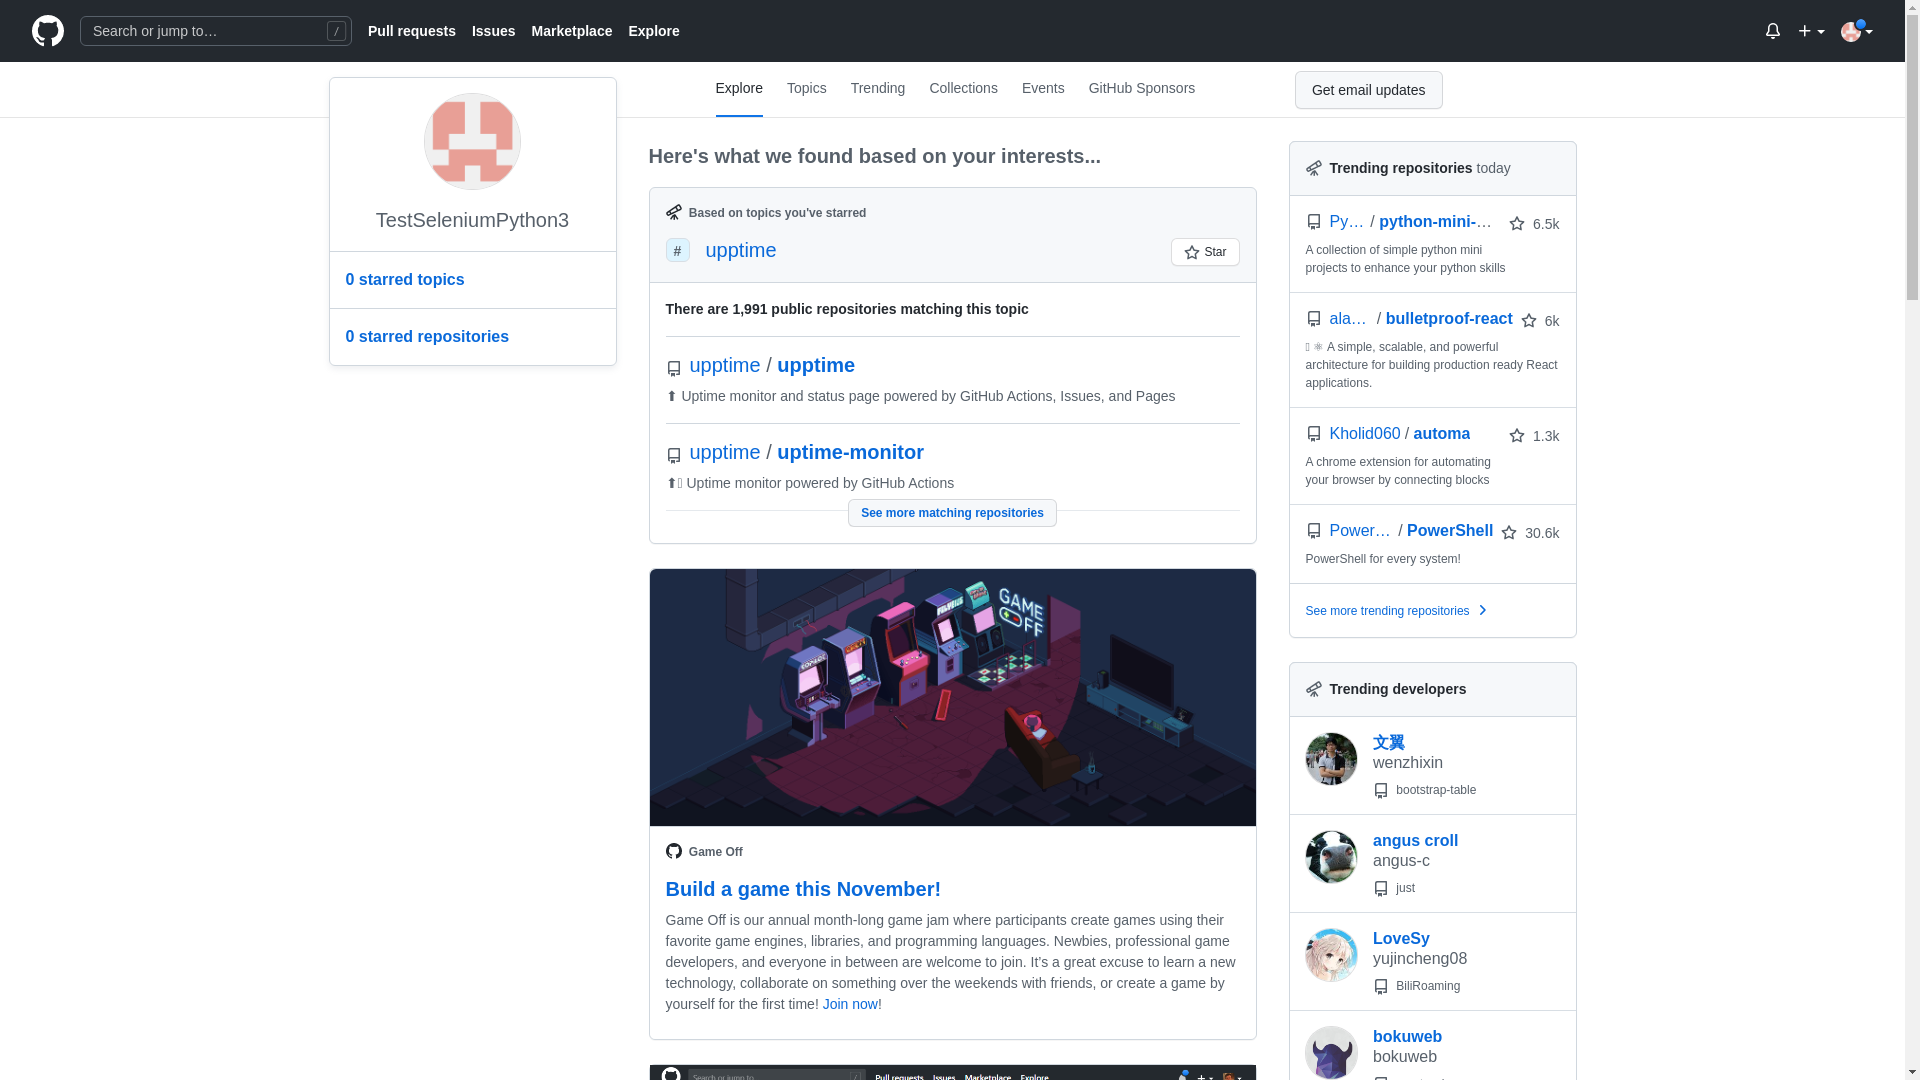 Search or jump to…
/
Pull requests
Issues
Marketplace
Explore
Explore
Topics
Trending
Collections
Events
GitHub Sponsors
Get email updates
TestSeleniumPython3
0 starred topics
0 starred repositories
Here's what we found based on your interests...
Based on topics you've starred
# upptime
Star
There are 1,991 public repositories matching this topic
upptime / upptime
⬆ Uptime monitor and status page powered by GitHub Actions, Issues, and Pages
upptime / uptime-monitor
⬆ Uptime monitor powered by GitHub Actions
See more matching repositories
GAME
OFF
Game Off
Build a game this November!
Game Off is our annual month-long game jam where participants create games using their
favorite game engines, libraries, and programming languages. Newbies, professional game
developers, and everyone in between are welcome to join. It’s a great excuse to learn a new
technology, collaborate on something over the weekends with friends, or create a game by
yourself for the first time! Join now!
Search or jump to
/
Pull requests
Issues
Marketplace
Explore
Trending repositories today
Py… / python-mini-…
6.5k
A collection of simple python mini
projects to enhance your python skills
ala… / bulletproof-react
6k
⚛ A simple, scalable, and powerful
architecture for building production ready React
applications.
Kholid060 / automa
1.3k
A chrome extension for automating
your browser by connecting blocks
Power… / PowerShell
30.6k
PowerShell for every system!
See more trending repositories
Trending developers
文翼
wenzhixin
bootstrap-table
angus croll
angus-c
just
LoveSy
yujincheng08
BiliRoaming
bokuweb
bokuweb